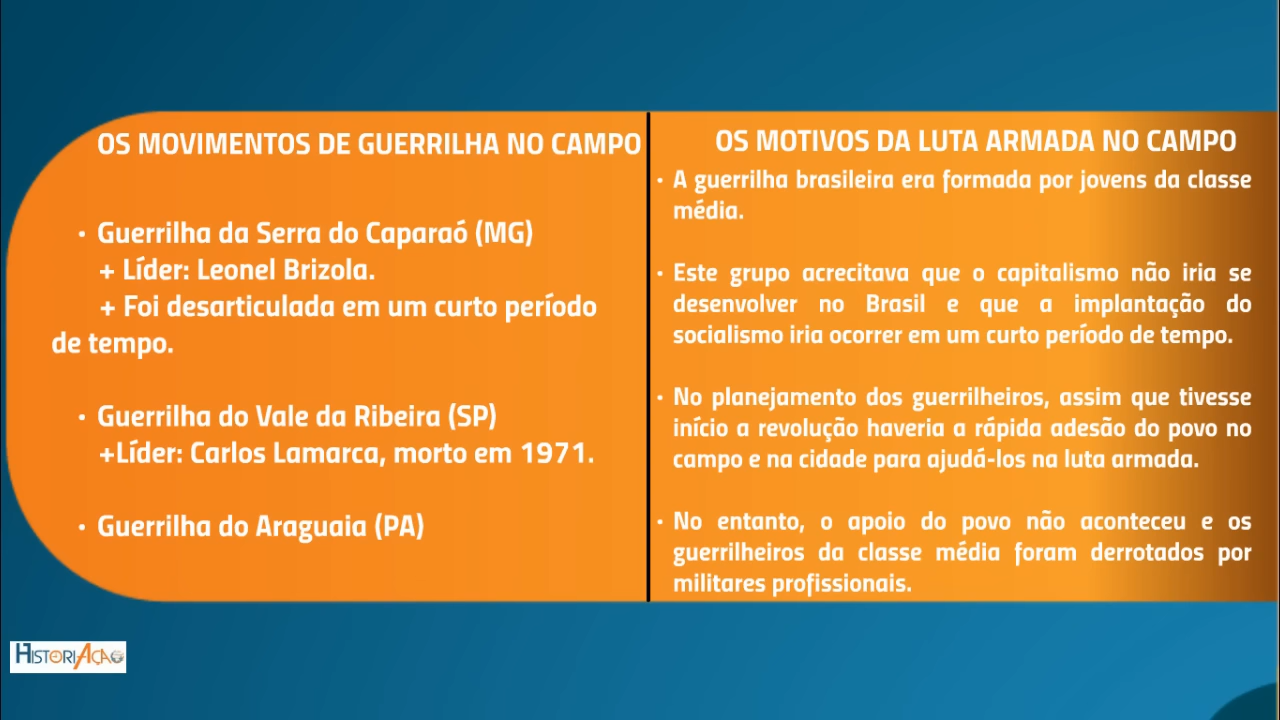 OS MOVIMENTOS DE GUERRILHA NO CAMPO
• Guerrilha da Serra do Caparaó (MG)
+ Líder: Leonel Brizola.
+ Foi desarticulada em um curto período
de tempo.
• Guerrilha do Vale da Ribeira (SP)
+Líder: Carlos Lamarca, morto em 1971.
• Guerrilha do Araguaia (PA)
OS MOTIVOS DA LUTA ARMADA NO CAMPO
• A guerrilha brasileira era formada por jovens da classe
média.
• Este grupo acrecitava que o capitalismo não iria se
desenvolver no Brasil e que a implantação do
socialismo iria ocorrer em um curto período de tempo.
• No planejamento dos guerrilheiros, assim que tivesse
início a revolução haveria a rápida adesão do povo no
campo e na cidade para ajudá-los na luta armada.
• No entanto, o apoio do povo não aconteceu e os
guerrilheiros da classe média foram derrotados por
militares profissionais.
HISTORIAÇÃO